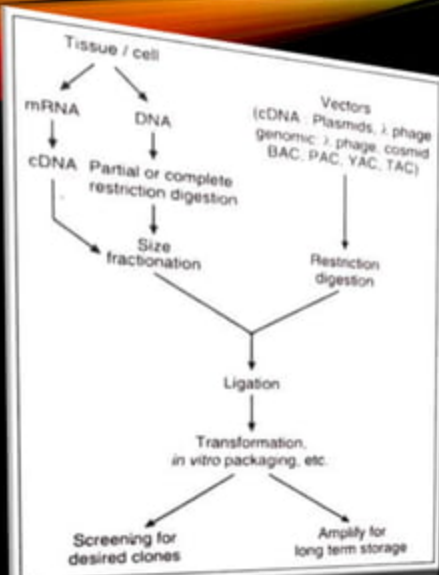 Tissue / cell
mRNA
DNA
Vectors
(cDNA : Plasmids, λ phage
genomic: λ phage, cosmid
BAC, PAC, YAC, TAC)
cDNA
Partial or complete
restriction digestion
Size
fractionation
Restriction
digestion
Ligation
Transformation,
in vitro packaging, etc.
Screening for
desired clones
Amplify for
long term storage